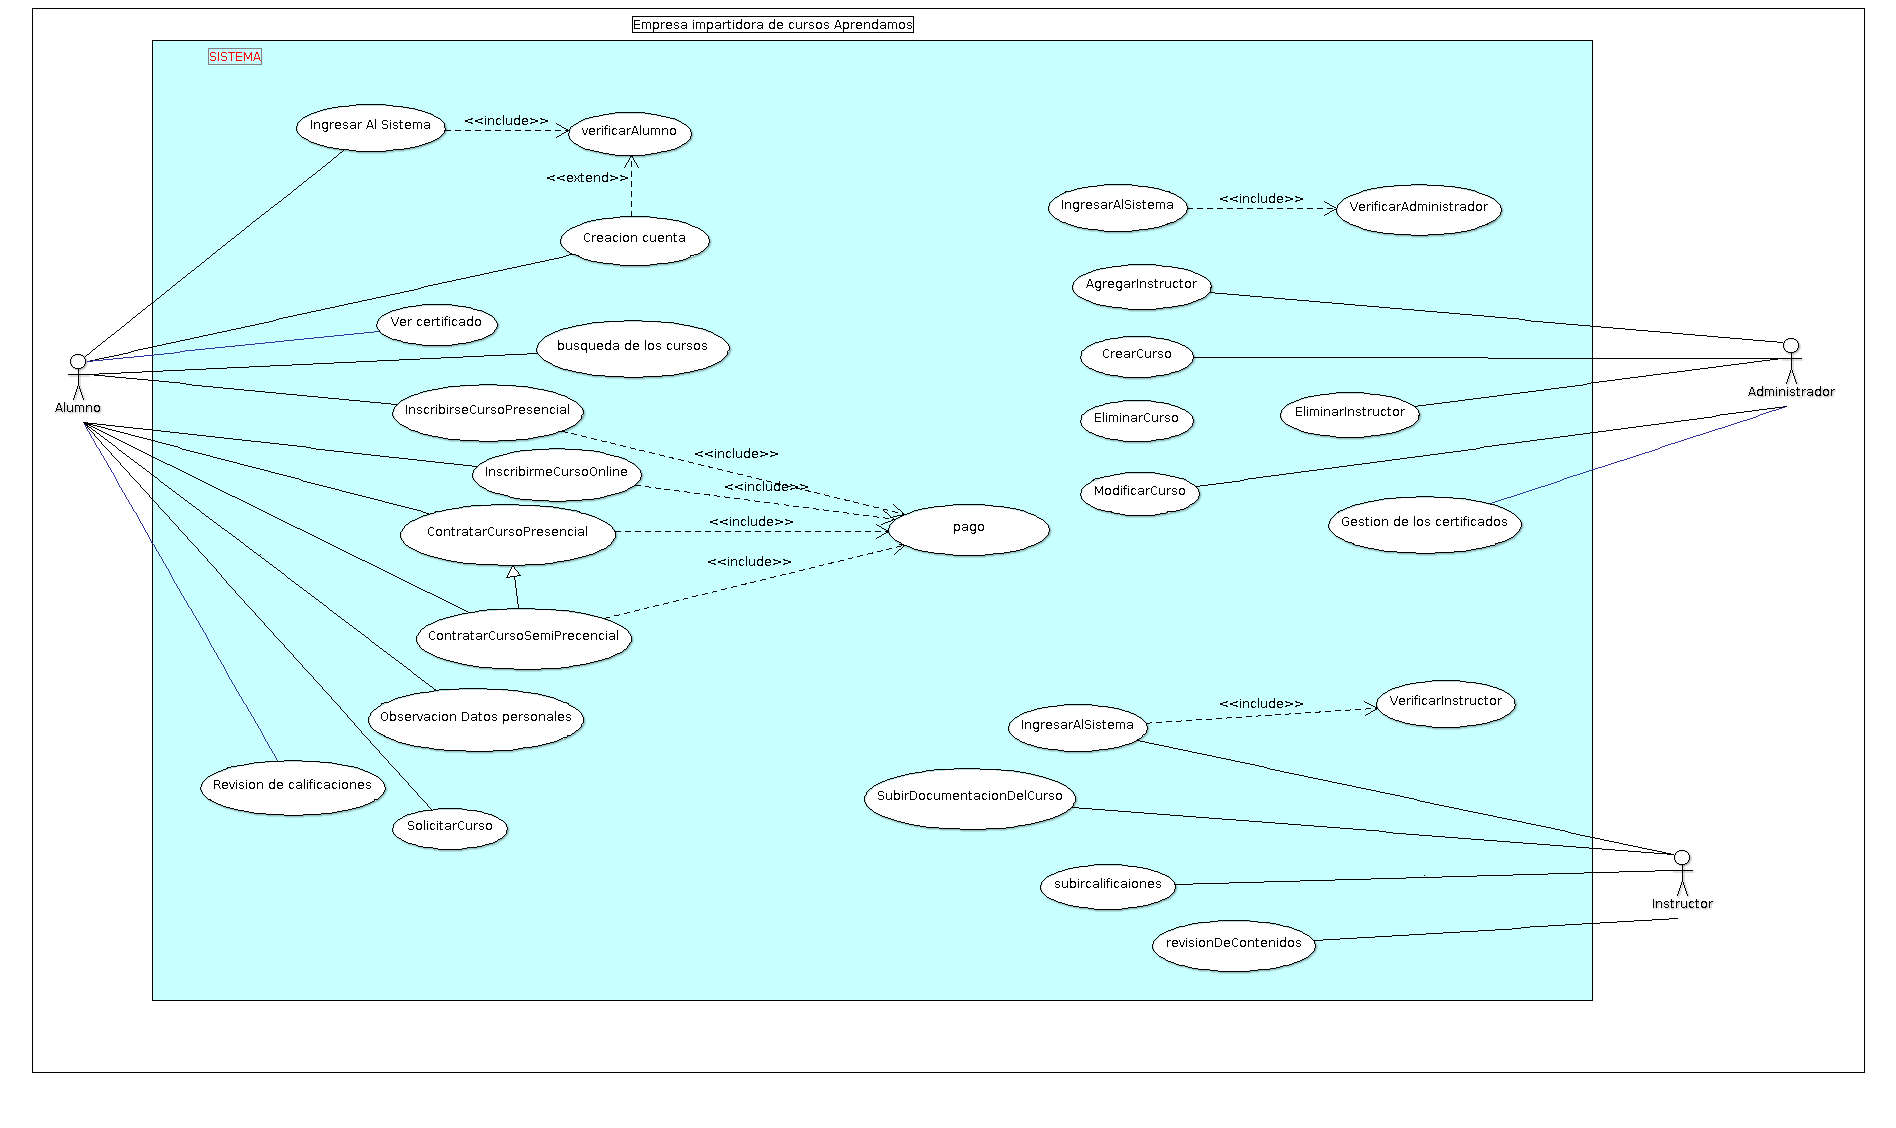 Empresa impartidora de cursos Aprendamos
SISTEMA
Ingresar Al Sistema
<<include>>
verificarAlumno
<<extend>>
Creacion cuenta
Ver certificado
busqueda de los cursos
Alumno
InscribirseCursoPresencial
<<include>>
InscribirmeCursoOnline
<<include>>
ContratarCursoPresencial
<<include>>
pago
<<include>>
ContratarCursoSemiPrecencial
Observacion Datos personales
Revision de calificaciones
SolicitarCurso
IngresarAlSistema
<<include>>
VerificarAdministrador
AgregarInstructor
CrearCurso
Administrador
EliminarInstructor
EliminarCurso
ModificarCurso
Gestion de los certificados
IngresarAlSistema
<<include>>
VerificarInstructor
SubirDocumentacionDelCurso
subircalificaiones
Instructor
revisionDeContenidos